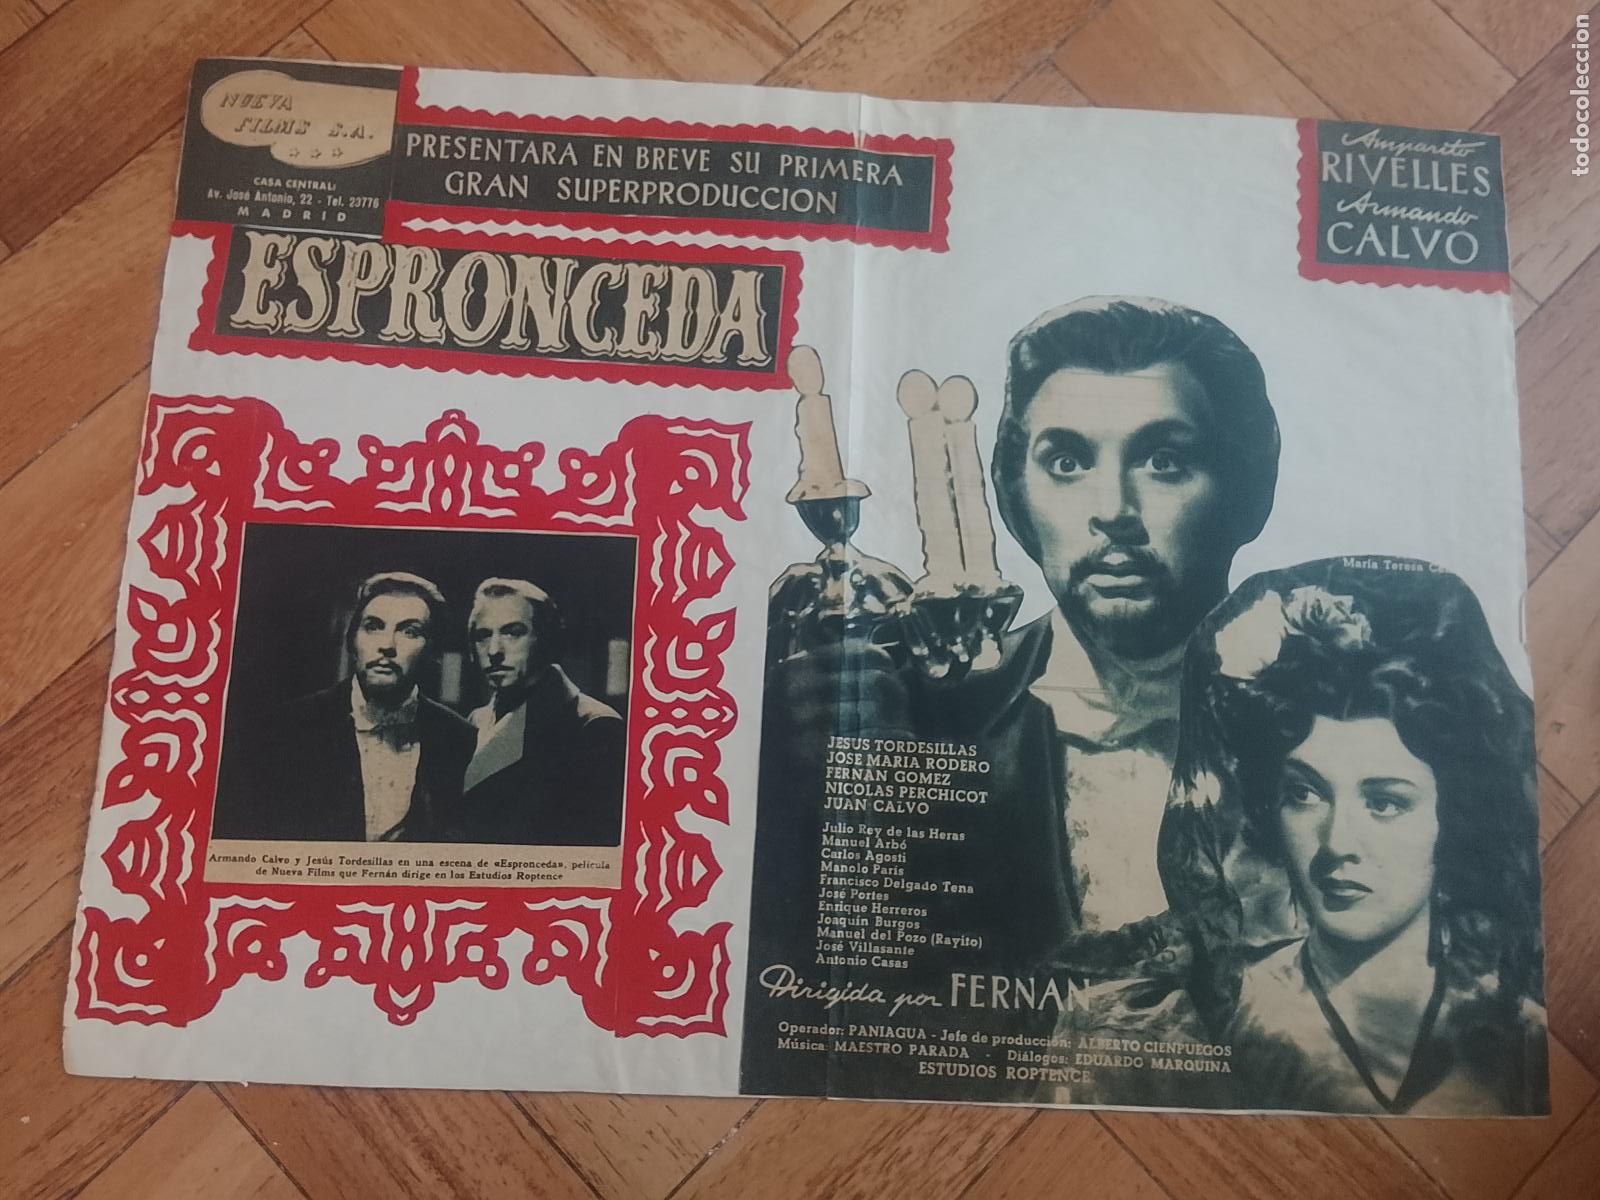 NUEVA
FILMS S.A.
CASA CENTRAL:
Av. José Antonio, 22 - Tel. 23776
MADRID
PRESENTARA EN BREVE SU PRIMERA
GRAN SUPERPRODUCCION
ESPRONCEDA
Amparito
RIVELLES
Armando
CALVO
Armando Calvo y Jesús Tordesillas en una escena de «Espronceda», película
de Nueva Films que Fernán dirige en los Estudios Roptence
María Teresa
JESUS TORDESILLAS
JOSE MARIA RODERO
FERNAN GOMEZ
NICOLAS PERCHICOT
JUAN CALVO
Julio Rey de las Heras
Manuel Arbó
Carlos Agosti
Manolo París
Francisco Delgado Tena
José Portes
Enrique Herreros
Joaquín Burgos
Manuel del Pozo (Rayito)
José Villasante
Antonio Casas
Dirigida por FERNAN
Operador: PANIAGUA - Jefe de producción: ALBERTO CIENPUEGOS
Música: MAESTRO PARADA - Diálogos: EDUARDO MARQUINA
ESTUDIOS ROPTENCE
todocoleccion